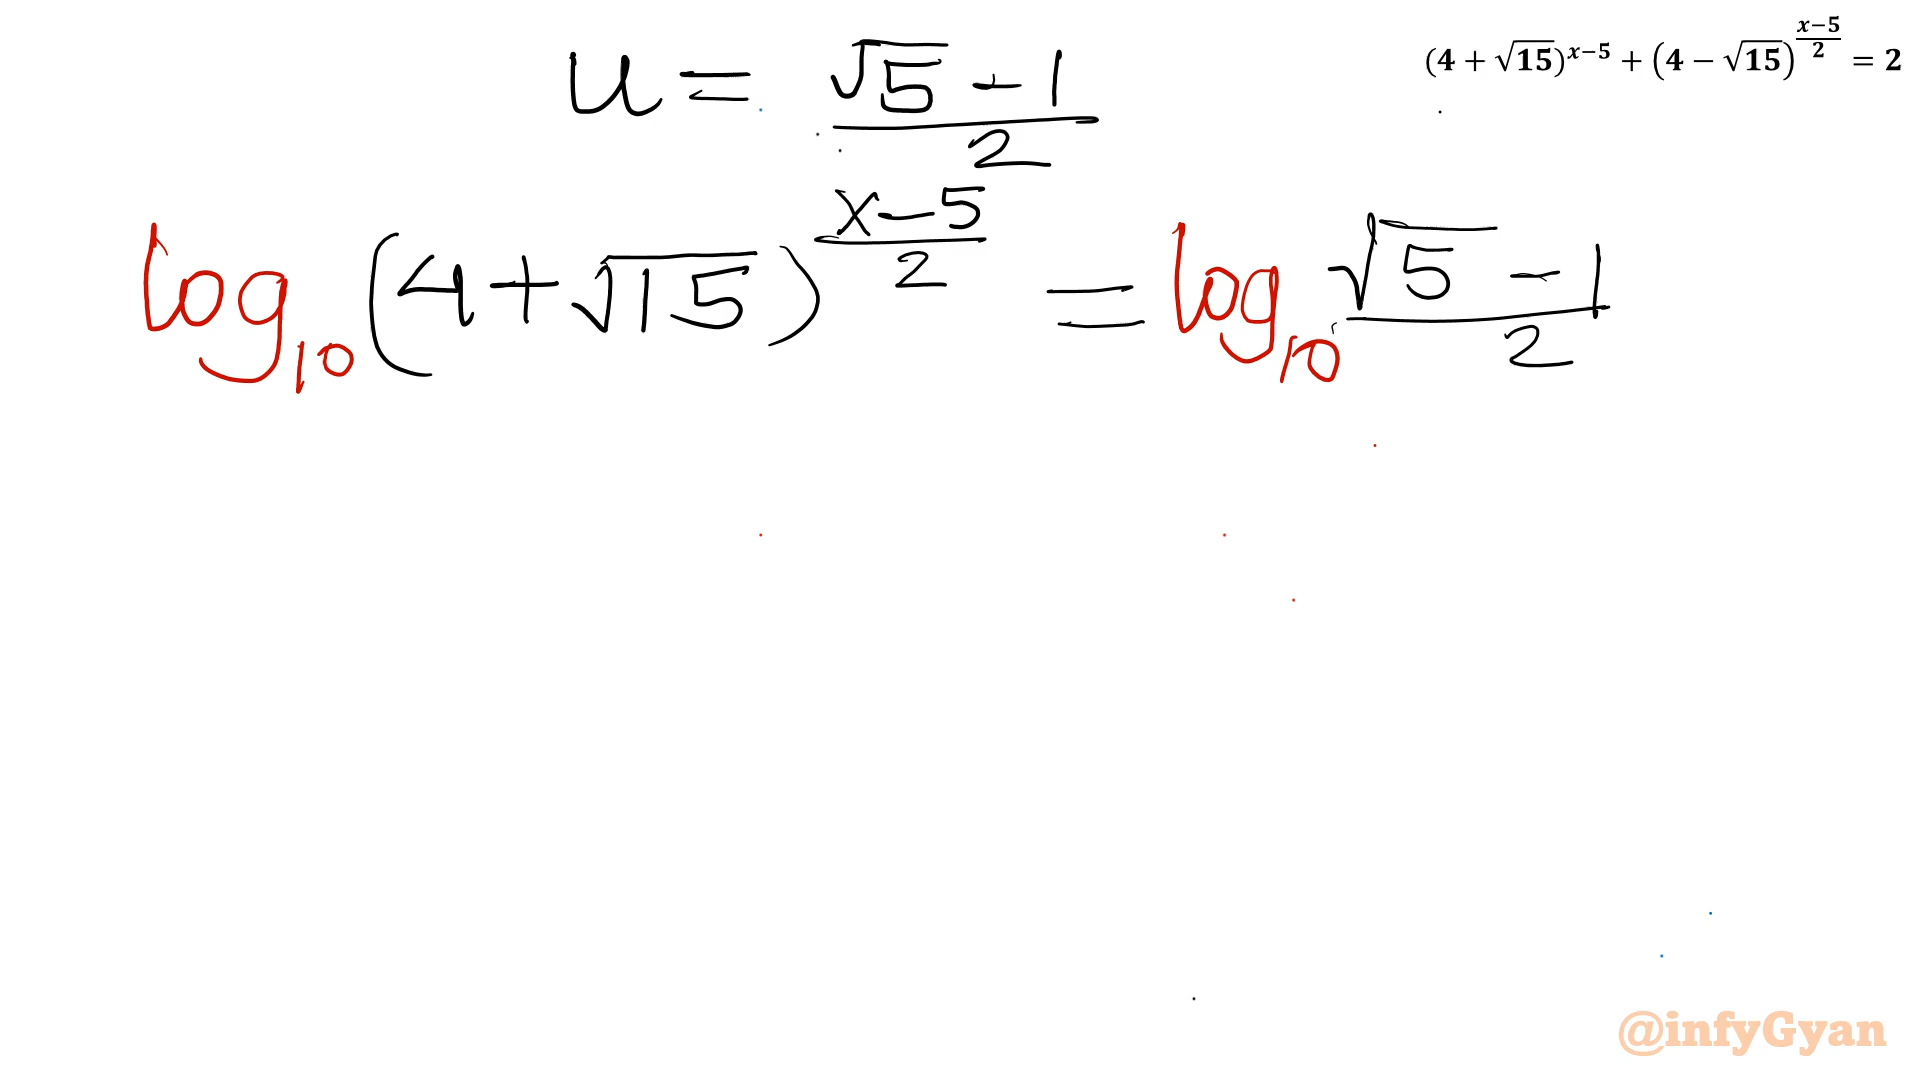 (4 + √15)^(x−5) + (4 − √15)^((x−5)/2) = 2
u = (√5 - 1)/2
log₁₀ (4 + √15)^((x-5)/2) = log₁₀ (√5 - 1)/2
@infyGyan